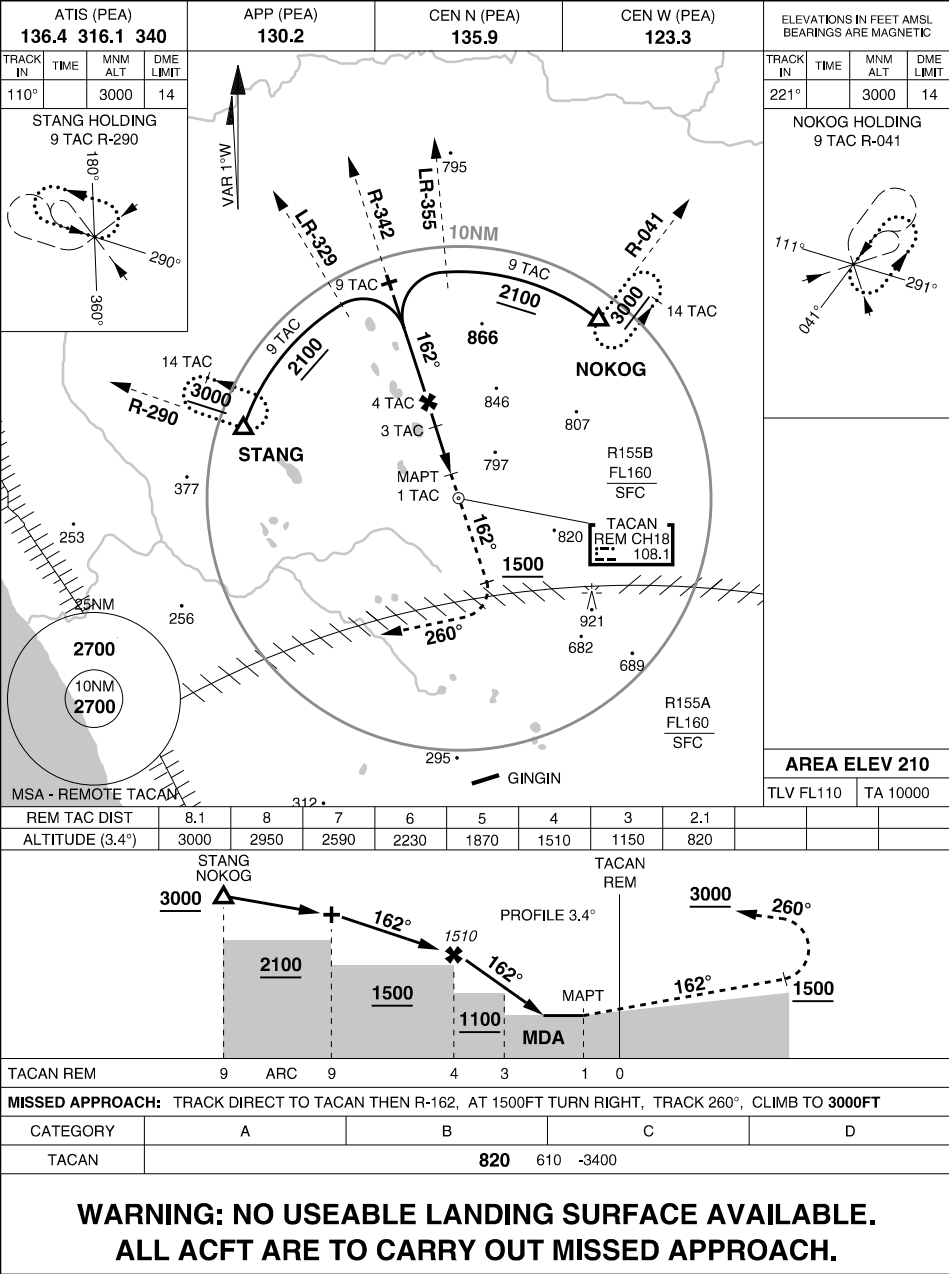 ATIS (PEA)
136.4 316.1 340
APP (PEA)
130.2
CEN N (PEA)
135.9
CEN W (PEA)
123.3
ELEVATIONS IN FEET AMSL
BEARINGS ARE MAGNETIC
TRACK IN
TIME
MNM ALT
DME LIMIT
110°
3000
14
STANG HOLDING
9 TAC R-290
180°
290°
360°
TRACK IN
TIME
MNM ALT
DME LIMIT
221°
3000
14
NOKOG HOLDING
9 TAC R-041
111°
291°
041°
VAR 1°W
795
LR-329
R-342
LR-355
R-041
10NM
9 TAC
9 TAC
2100
3000
14 TAC
9 TAC
2100
162°
866
NOKOG
14 TAC
3000
R-290
STANG
4 TAC
846
807
3 TAC
797
R155B
FL160
SFC
MAPT
1 TAC
377
253
162°
820
TACAN
REM CH18
108.1
1500
25NM
256
921
260°
682
689
2700
10NM
2700
R155A
FL160
SFC
295
GINGIN
MSA - REMOTE TACAN
312
AREA ELEV 210
TLV FL110
TA 10000
REM TAC DIST 8.1 8 7 6 5 4 3 2.1
ALTITUDE (3.4°) 3000 2950 2590 2230 1870 1510 1150 820
STANG
NOKOG
3000
TACAN
REM
3000
260°
162°
PROFILE 3.4°
1510
162°
2100
1500
1100
MAPT
MDA
162°
1500
TACAN REM 9 ARC 9 4 3 1 0
MISSED APPROACH: TRACK DIRECT TO TACAN THEN R-162, AT 1500FT TURN RIGHT, TRACK 260°, CLIMB TO 3000FT
CATEGORY A B C D
TACAN 820 610 -3400
WARNING: NO USEABLE LANDING SURFACE AVAILABLE.
ALL ACFT ARE TO CARRY OUT MISSED APPROACH.